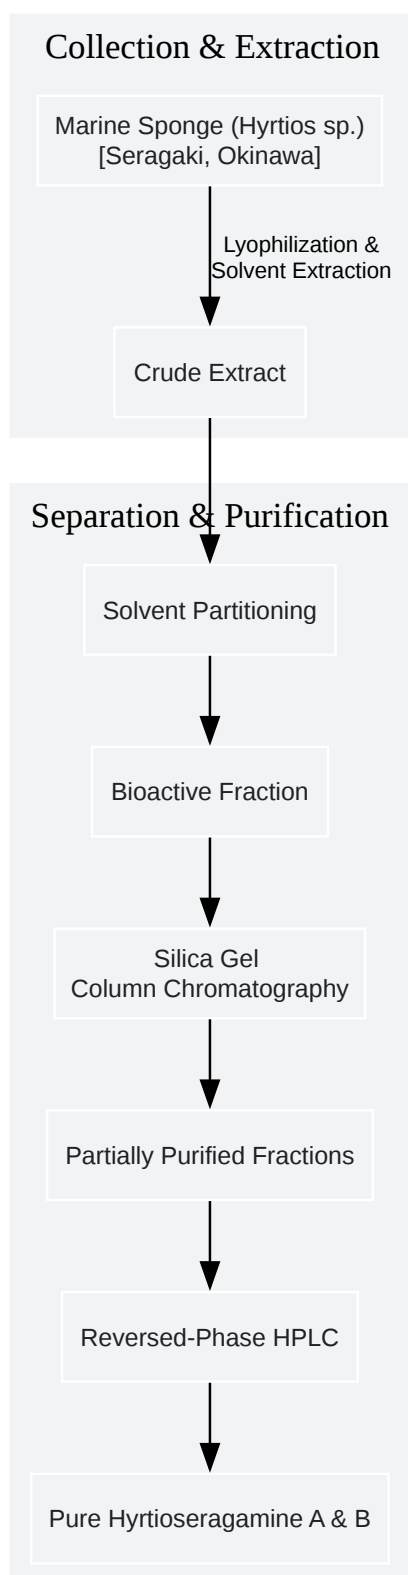 Collection & Extraction
Marine Sponge (Hyrtios sp.)
[Seragaki, Okinawa]
Lyophilization &
Solvent Extraction
Crude Extract
Separation & Purification
Solvent Partitioning
Bioactive Fraction
Silica Gel
Column Chromatography
Partially Purified Fractions
Reversed-Phase HPLC
Pure Hyrtioseragamine A & B